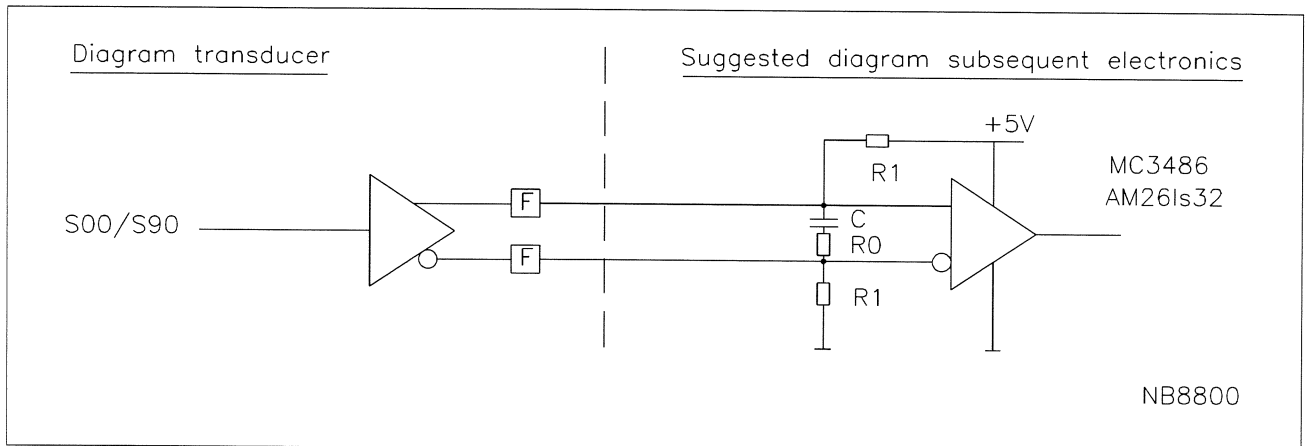 Diagram transducer
Suggested diagram subsequent electronics
+5V
R1
MC3486
AM26ls32
S00/S90
F
C
R0
F
R1
NB8800